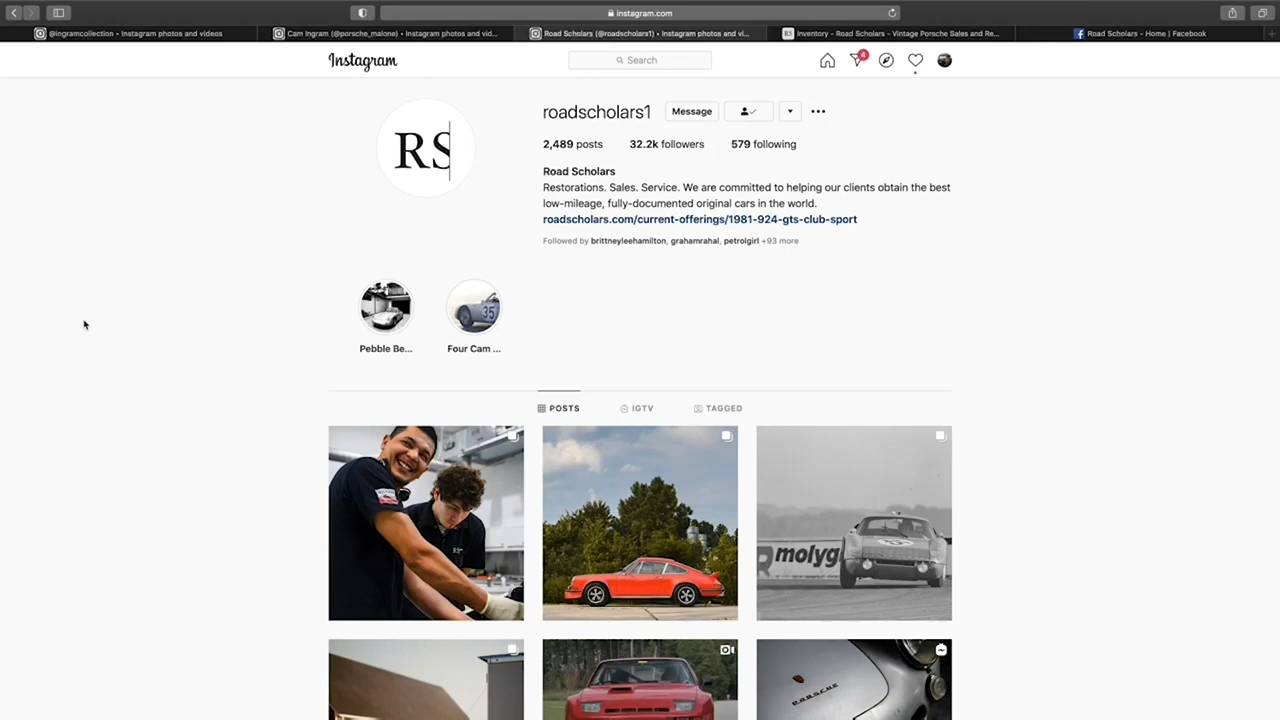 instagram.com
@ingramcollection • Instagram photos and videos
Cam Ingram (@porsche_malone) • Instagram photos and vid...
Road Scholars (@roadscholars1) • Instagram photos and vi...
RS Inventory - Road Scholars - Vintage Porsche Sales and Re...
Road Scholars - Home | Facebook
Instagram
Search
4
RS
roadscholars1
Message
2,489 posts
32.2k followers
579 following
Road Scholars
Restorations. Sales. Service. We are committed to helping our clients obtain the best
low-mileage, fully-documented original cars in the world.
roadscholars.com/current-offerings/1981-924-gts-club-sport
Followed by brittneyleehamilton, grahamrahal, petrolgirl +93 more
35
Pebble Be...
Four Cam ...
POSTS
IGTV
TAGGED
molyg
PORSCHE